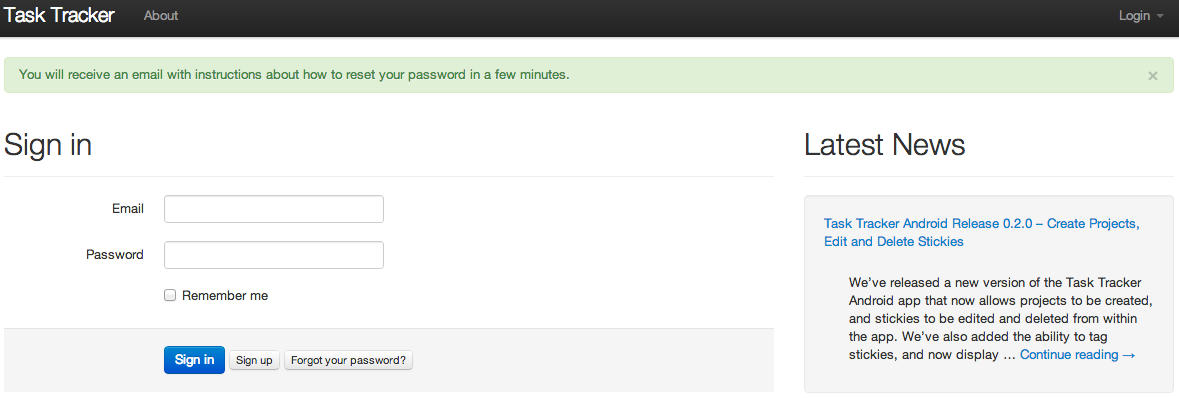 Task Tracker About Login
You will receive an email with instructions about how to reset your password in a few minutes. ×
Sign in
Email
Password
Remember me
Sign in Sign up Forgot your password?
Latest News
Task Tracker Android Release 0.2.0 – Create Projects,
Edit and Delete Stickies
We’ve released a new version of the Task Tracker
Android app that now allows projects to be created,
and stickies to be edited and deleted from within
the app. We’ve also added the ability to tag
stickies, and now display … Continue reading →